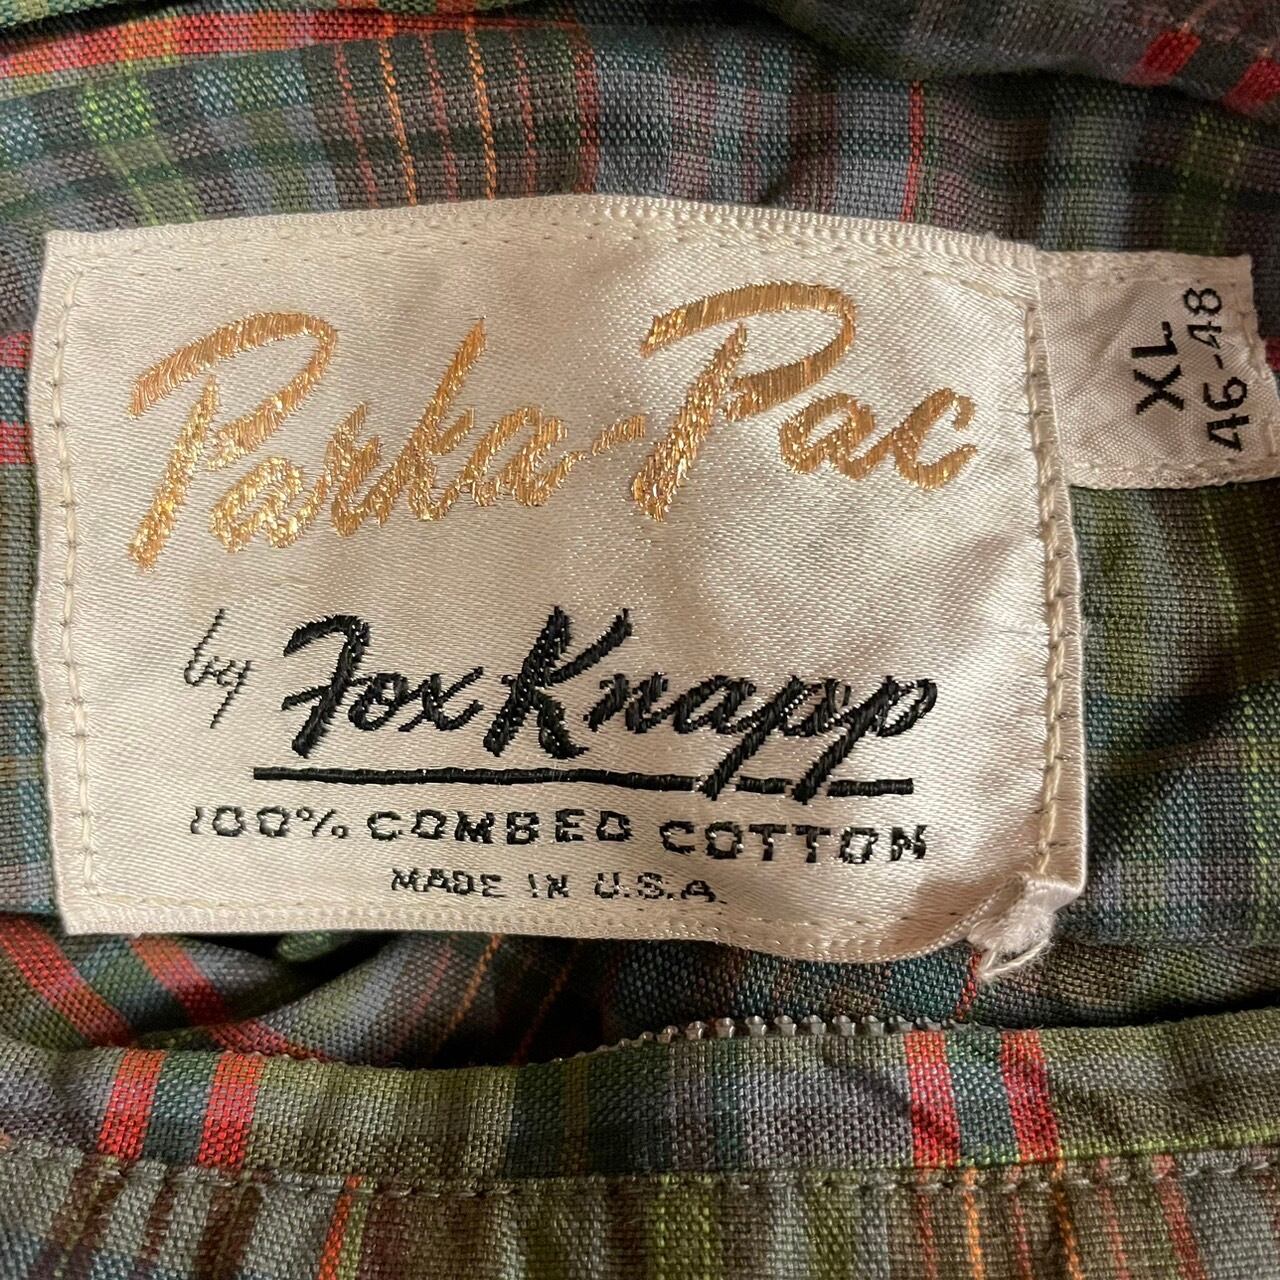 Parka-Pac
by Fox Knapp
100% COMBED COTTON
MADE IN U.S.A.
XL
46-48